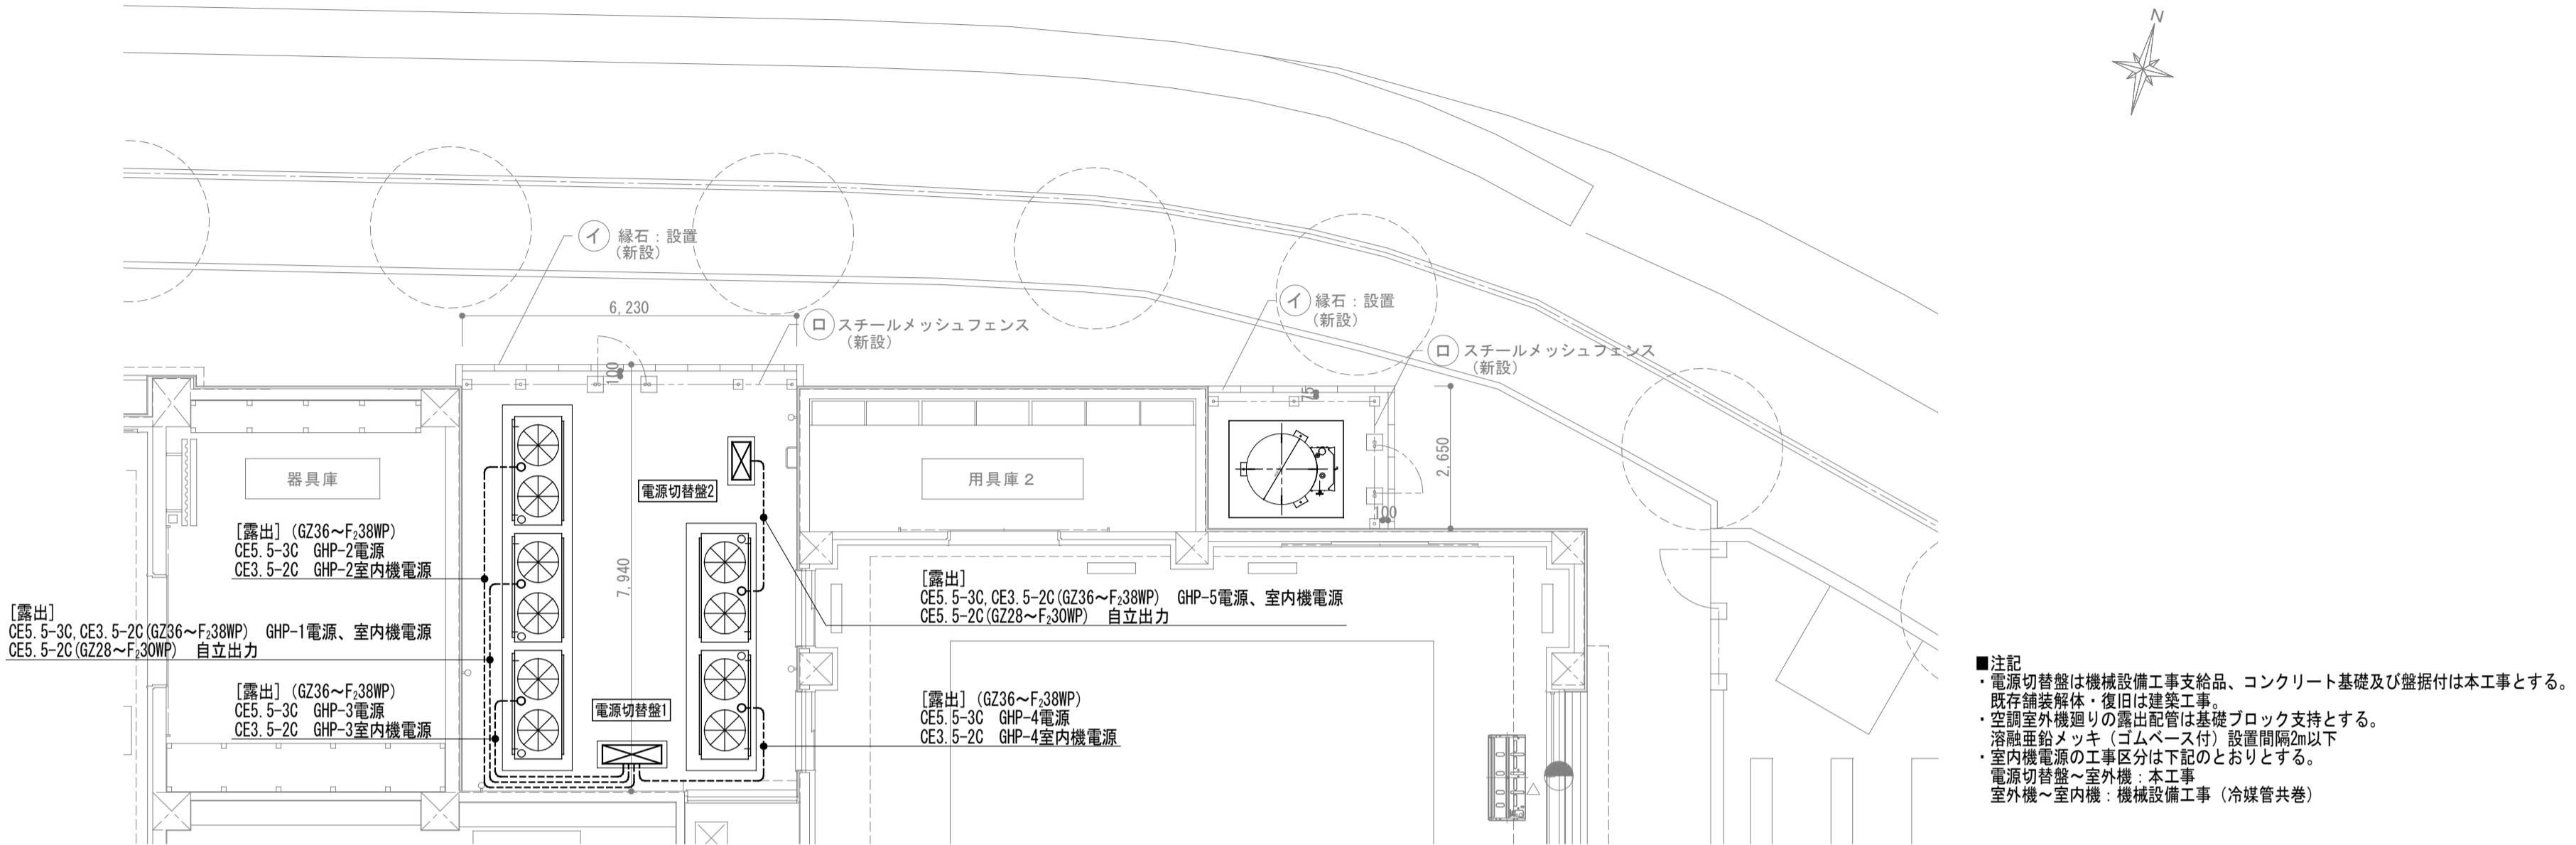 N
イ 縁石：設置
（新設）
6,230
ロ スチールメッシュフェンス
（新設）
イ 縁石：設置
（新設）
ロ スチールメッシュフェンス
（新設）
100
75
2,650
100
7,940
器具庫
用具庫２
電源切替盤2
電源切替盤1
[露出]（GZ36〜F₂38WP）
CE5.5-3C　GHP-2電源
CE3.5-2C　GHP-2室内機電源
[露出]
CE5.5-3C,CE3.5-2C(GZ36〜F₂38WP)　GHP-1電源、室内機電源
CE5.5-2C(GZ28〜F₂30WP)　自立出力
[露出]（GZ36〜F₂38WP）
CE5.5-3C　GHP-3電源
CE3.5-2C　GHP-3室内機電源
[露出]
CE5.5-3C,CE3.5-2C(GZ36〜F₂38WP)　GHP-5電源、室内機電源
CE5.5-2C(GZ28〜F₂30WP)　自立出力
[露出]（GZ36〜F₂38WP）
CE5.5-3C　GHP-4電源
CE3.5-2C　GHP-4室内機電源
■注記
・電源切替盤は機械設備工事支給品、コンクリート基礎及び盤据付は本工事とする。
既存舗装解体・復旧は建築工事。
・空調室外機廻りの露出配管は基礎ブロック支持とする。
溶融亜鉛メッキ（ゴムベース付）設置間隔2m以下
・室内機電源の工事区分は下記のとおりとする。
電源切替盤〜室外機：本工事
室外機〜室内機：機械設備工事（冷媒管共巻）